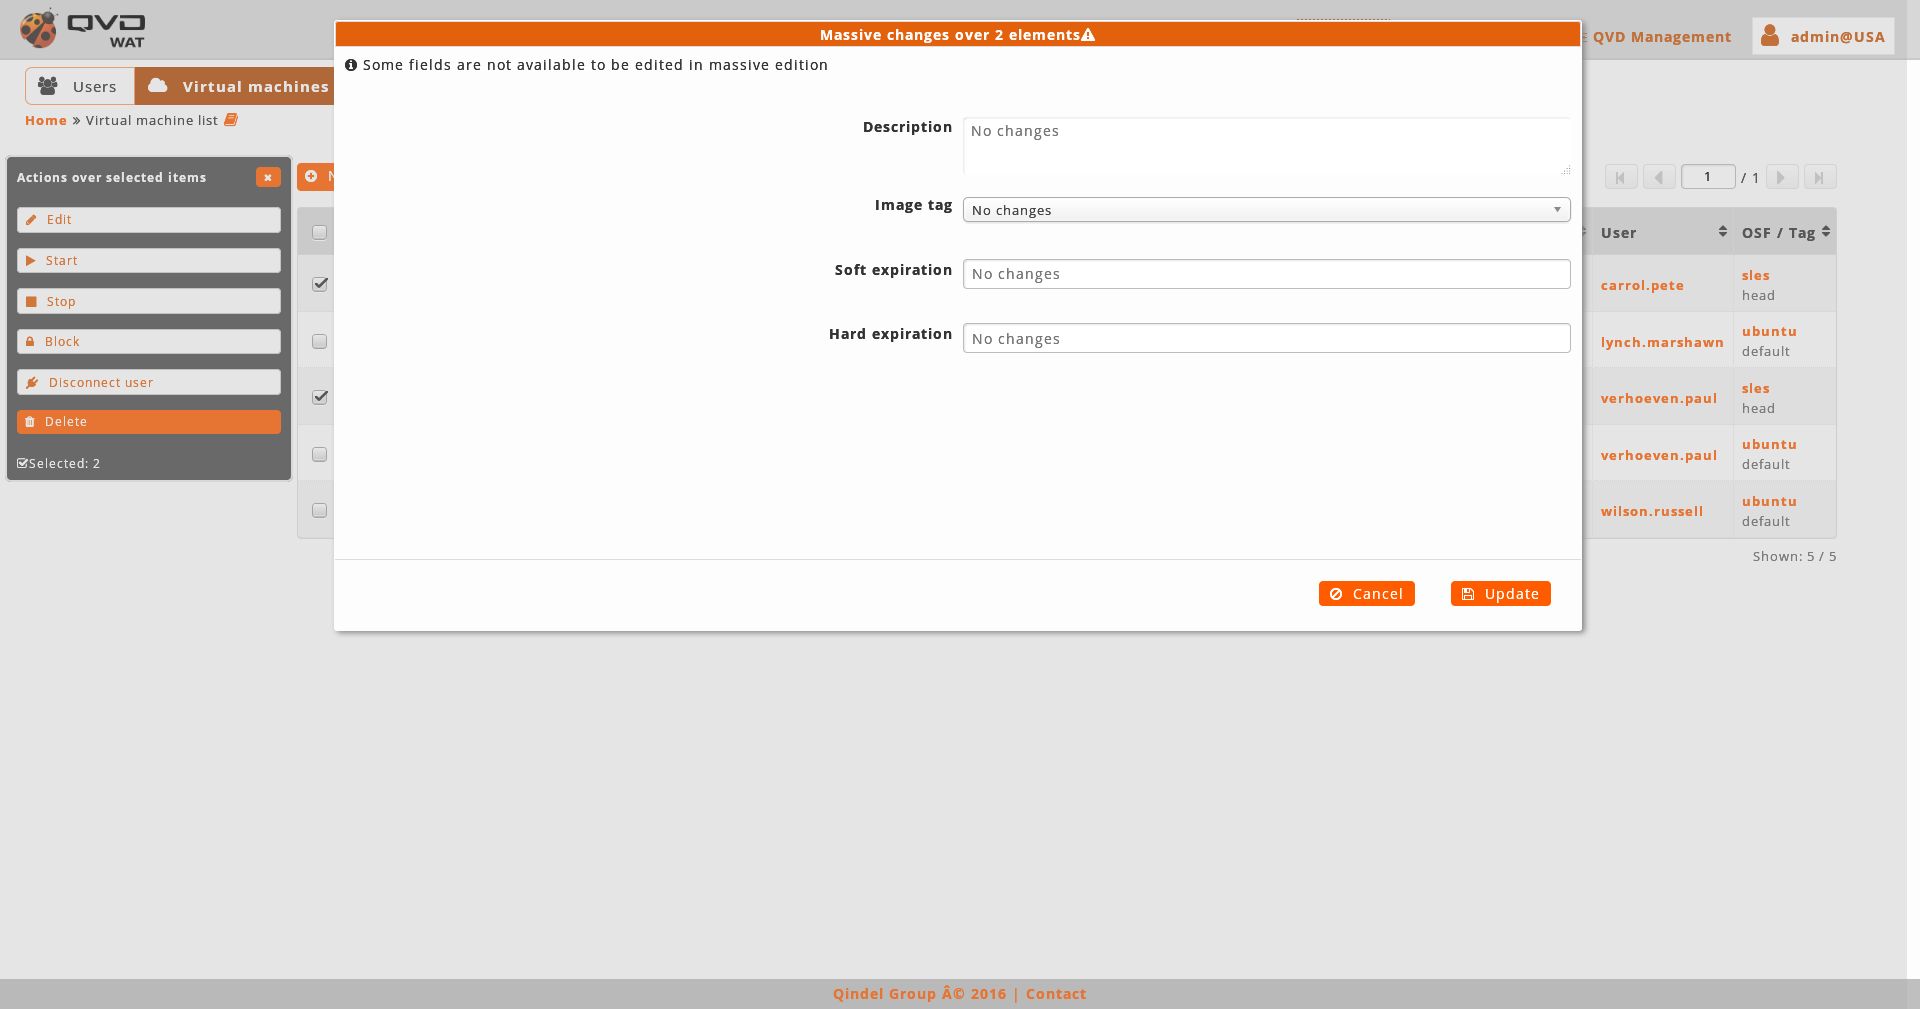 QVD
WAT
QVD Management
admin@USA
Users
Virtual machines
Home » Virtual machine list
Massive changes over 2 elements
Some fields are not available to be edited in massive edition
Description
No changes
Image tag
No changes
Soft expiration
No changes
Hard expiration
No changes
Cancel
Update
Actions over selected items
Edit
Start
Stop
Block
Disconnect user
Delete
Selected: 2
1 / 1
User
OSF / Tag
carrol.pete
sles
head
lynch.marshawn
ubuntu
default
verhoeven.paul
sles
head
verhoeven.paul
ubuntu
default
wilson.russell
ubuntu
default
Shown: 5 / 5
Qindel Group Â© 2016 | Contact